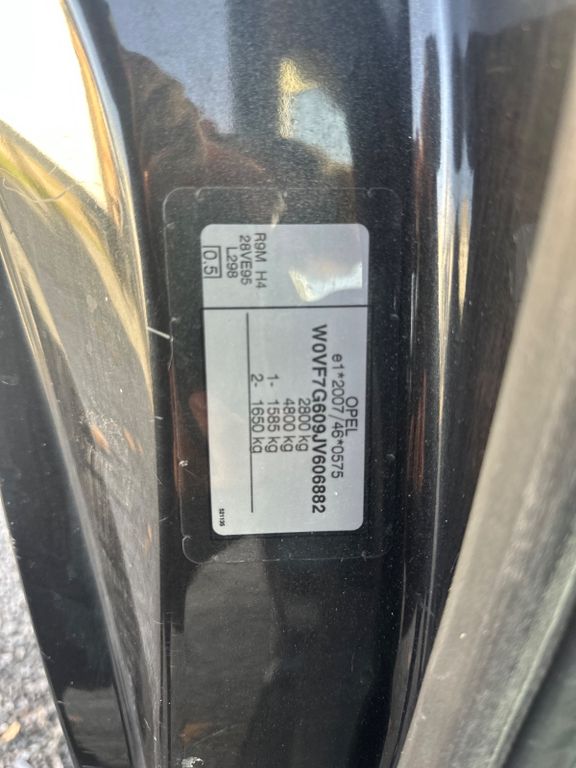 OPEL
e1*2007/46*0575
W0VF7G609JV606882
2800 kg
4800 kg
1- 1585 kg
2- 1650 kg
R9M H4
28VE95
L298
0.5
521135